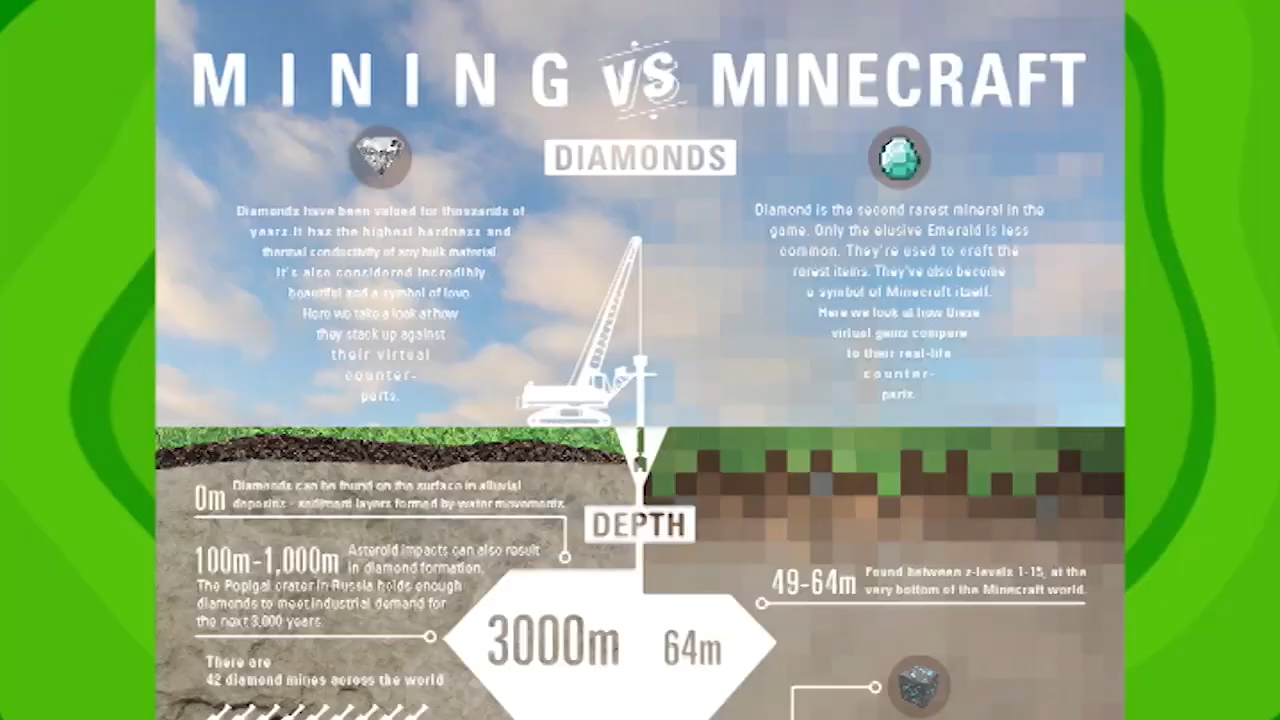 MINING VS MINECRAFT
DIAMONDS
Diamonds have been valued for thousands of
years.It has the highest hardness and
thermal conductivity of any bulk material.
It's also considered incredibly
beautiful and a symbol of love.
Here we take a look at how
they stack up against
their virtual
counter-
parts.
Diamond is the second rarest mineral in the
game. Only the elusive Emerald is less
common. They're used to craft the
rarest items. They've also become
a symbol of Minecraft itself.
Here we look at how these
virtual gems compare
to their real-life
counter-
parts.
0m Diamonds can be found on the surface in alluvial
deposits - sediment layers formed by water movements.
DEPTH
100m-1,000m Asteroid impacts can also result
in diamond formation.
The Popigai crater in Russia holds enough
diamonds to meet industrial demand for
the next 3,000 years.
49-64m Found between z-levels 1-15, at the
very bottom of the Minecraft world.
3000m 64m
There are
42 diamond mines across the world